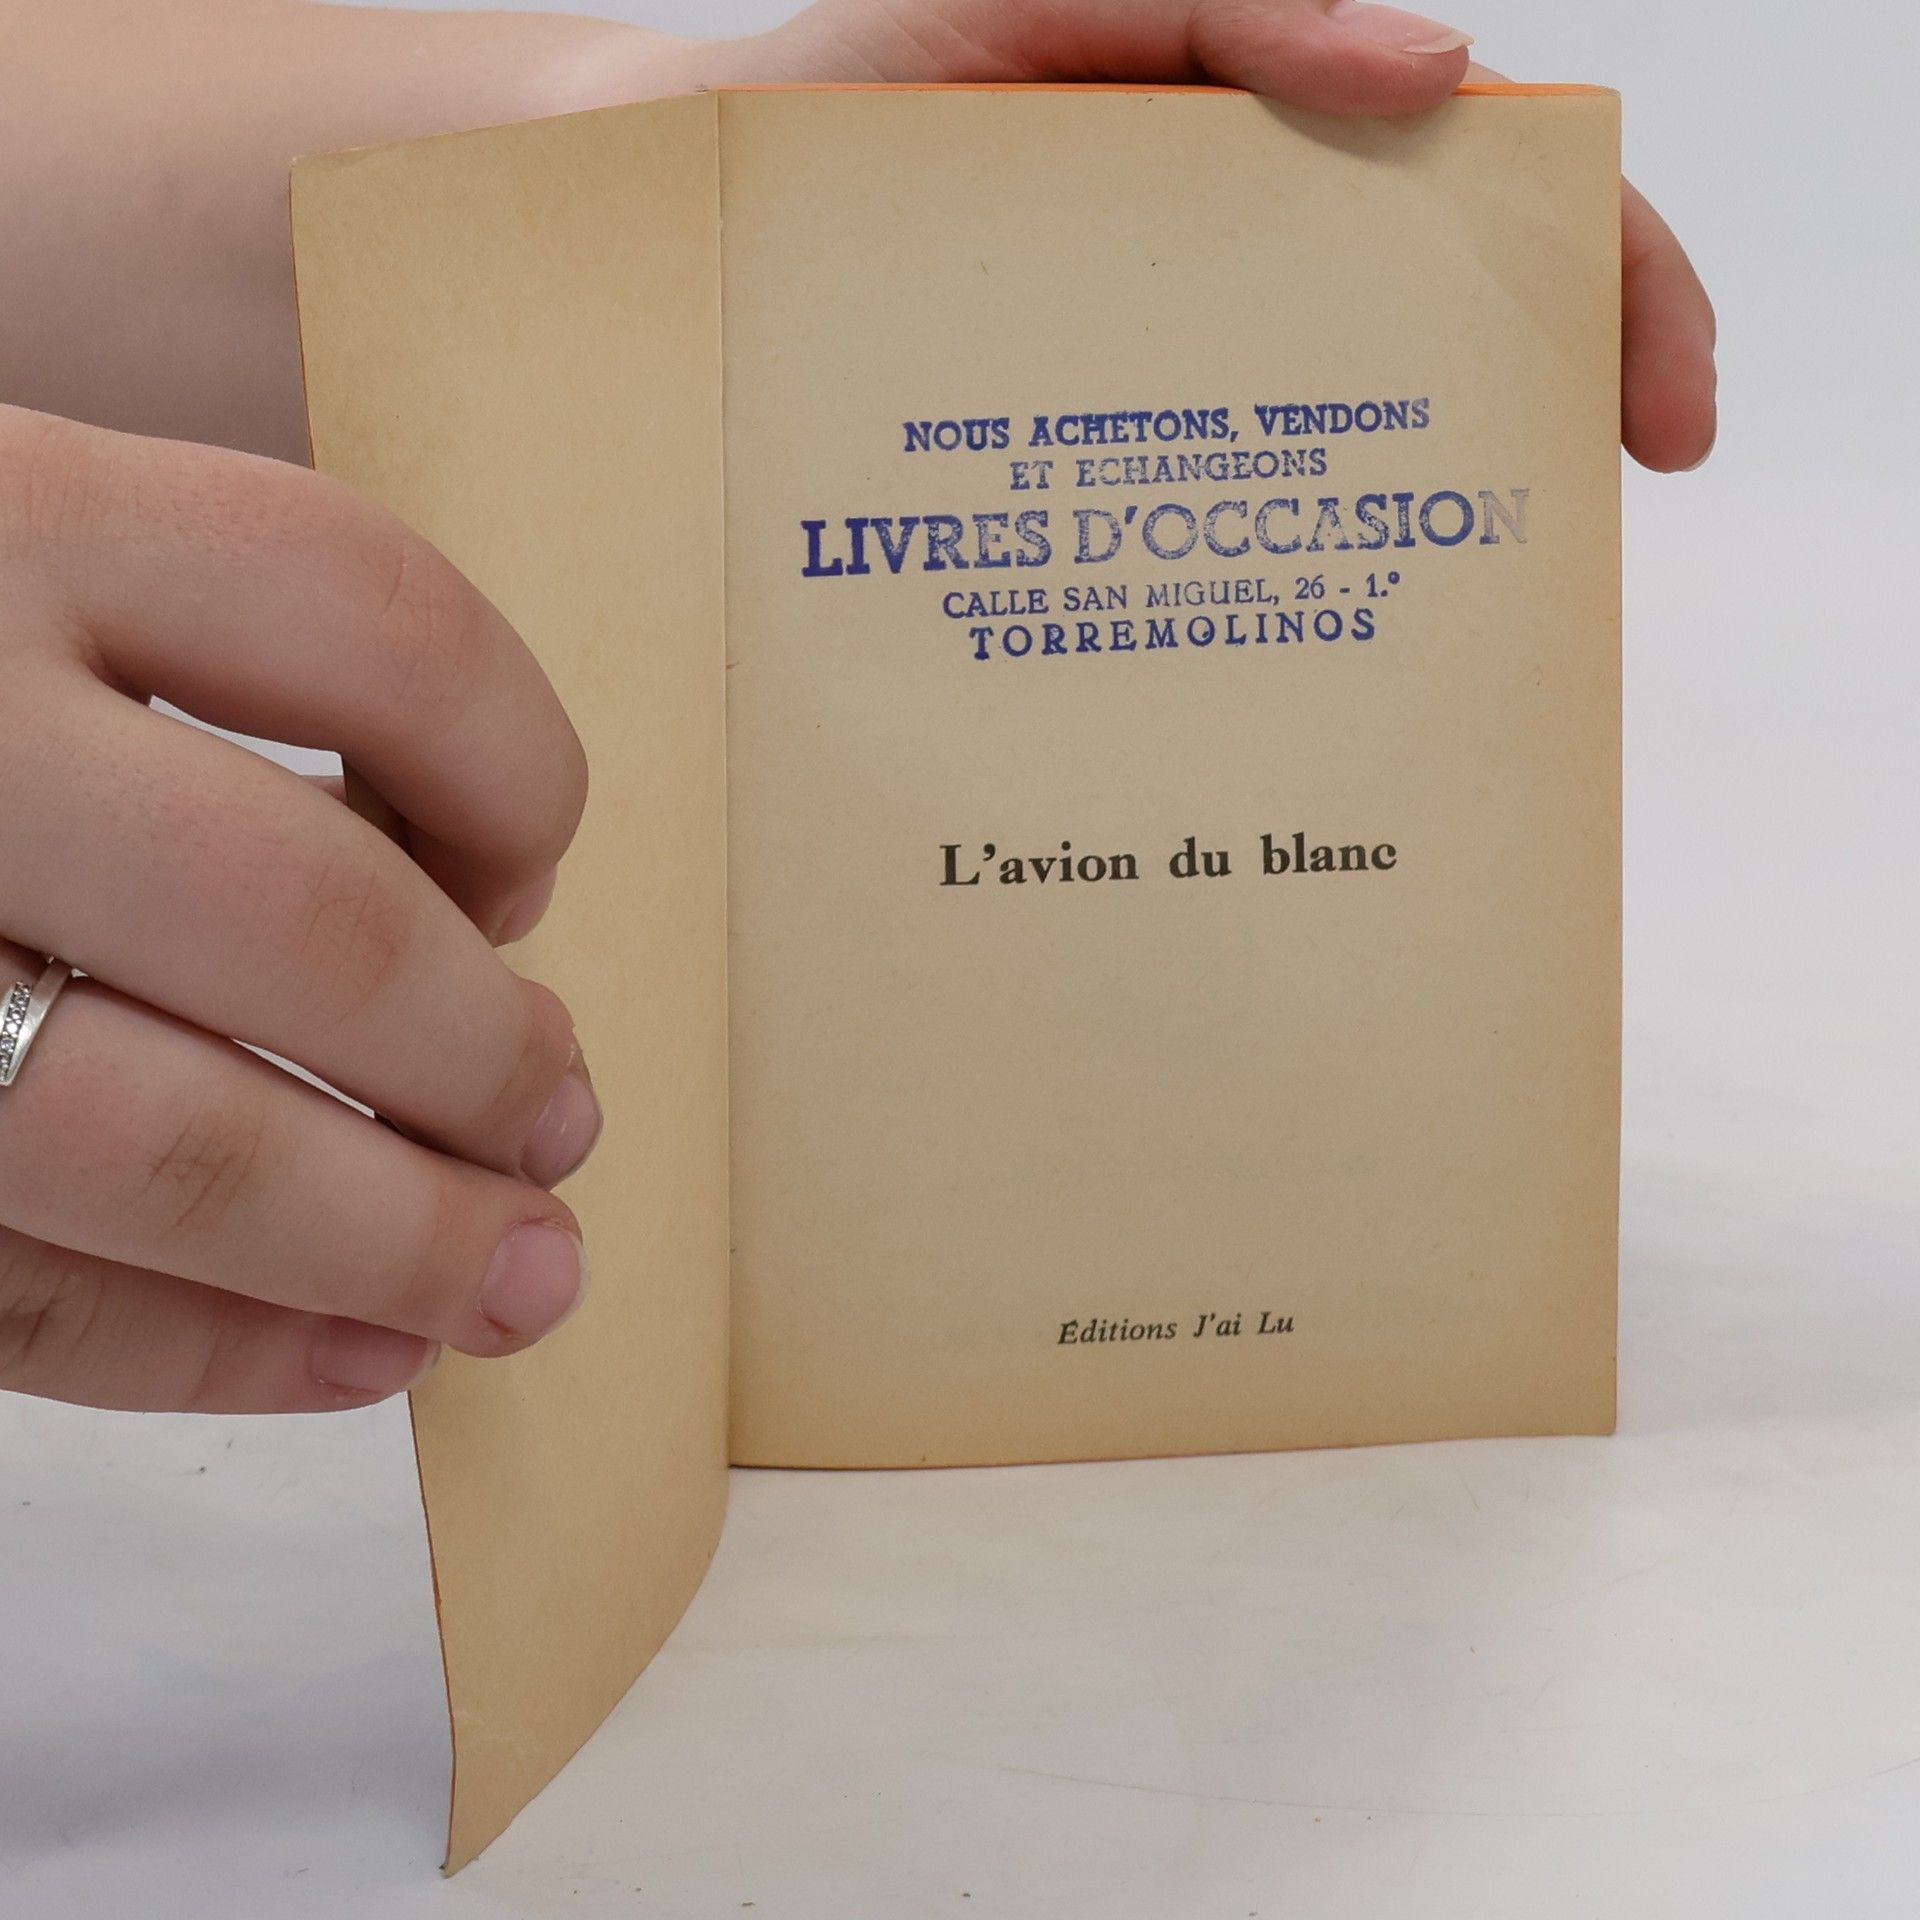 NOUS ACHETONS, VENDONS
ET ECHANGEONS
LIVRES D'OCCASION
CALLE SAN MIGUEL, 26 - 1.º
TORREMOLINOS
L'avion du blanc
Éditions J'ai Lu